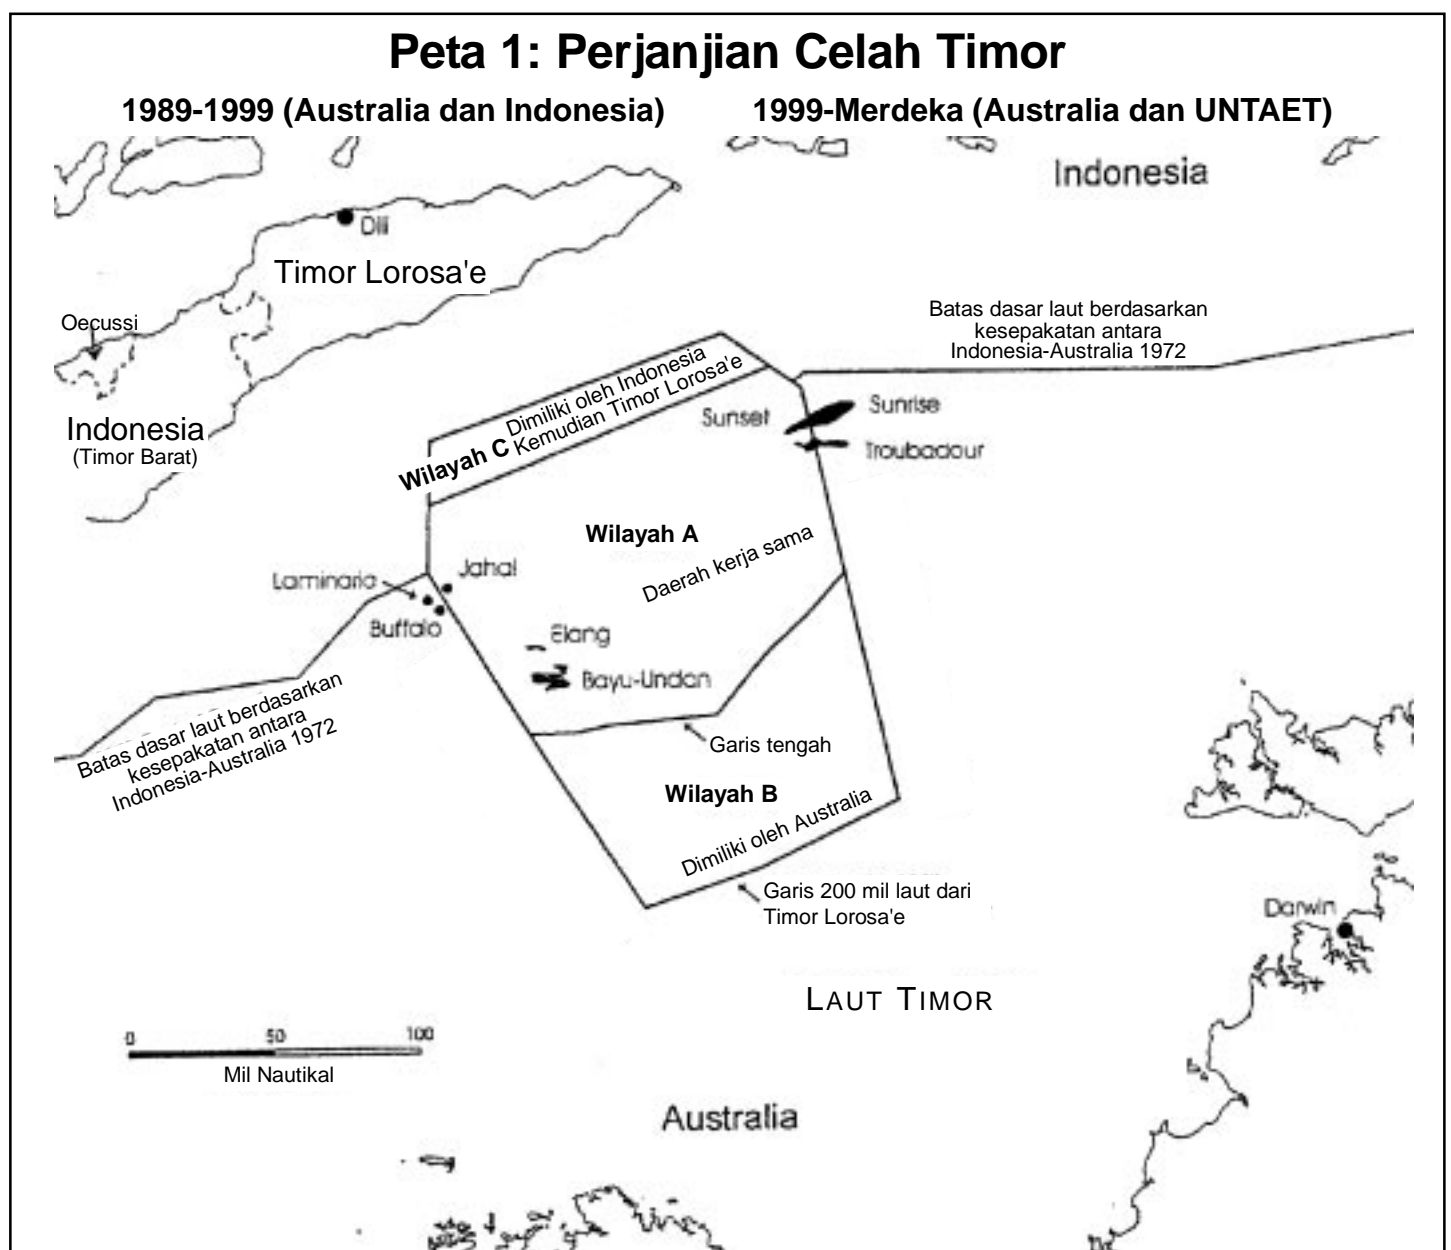 Peta 1: Perjanjian Celah Timor
1989-1999 (Australia dan Indonesia)
1999-Merdeka (Australia dan UNTAET)
Indonesia
Dili
Timor Lorosa'e
Oecussi
Batas dasar laut berdasarkan
kesepakatan antara
Indonesia-Australia 1972
Indonesia
(Timor Barat)
Dimiliki oleh Indonesia
Kemudian Timor Lorosa'e
Wilayah C
Sunset
Sunrise
Troubadour
Wilayah A
Daerah kerja sama
Laminaria
Jahal
Buffalo
Elang
Bayu-Undan
Batas dasar laut berdasarkan
kesepakatan antara
Indonesia-Australia 1972
Garis tengah
Wilayah B
Dimiliki oleh Australia
Garis 200 mil laut dari
Timor Lorosa'e
Darwin
LAUT TIMOR
0 50 100
Mil Nautikal
Australia